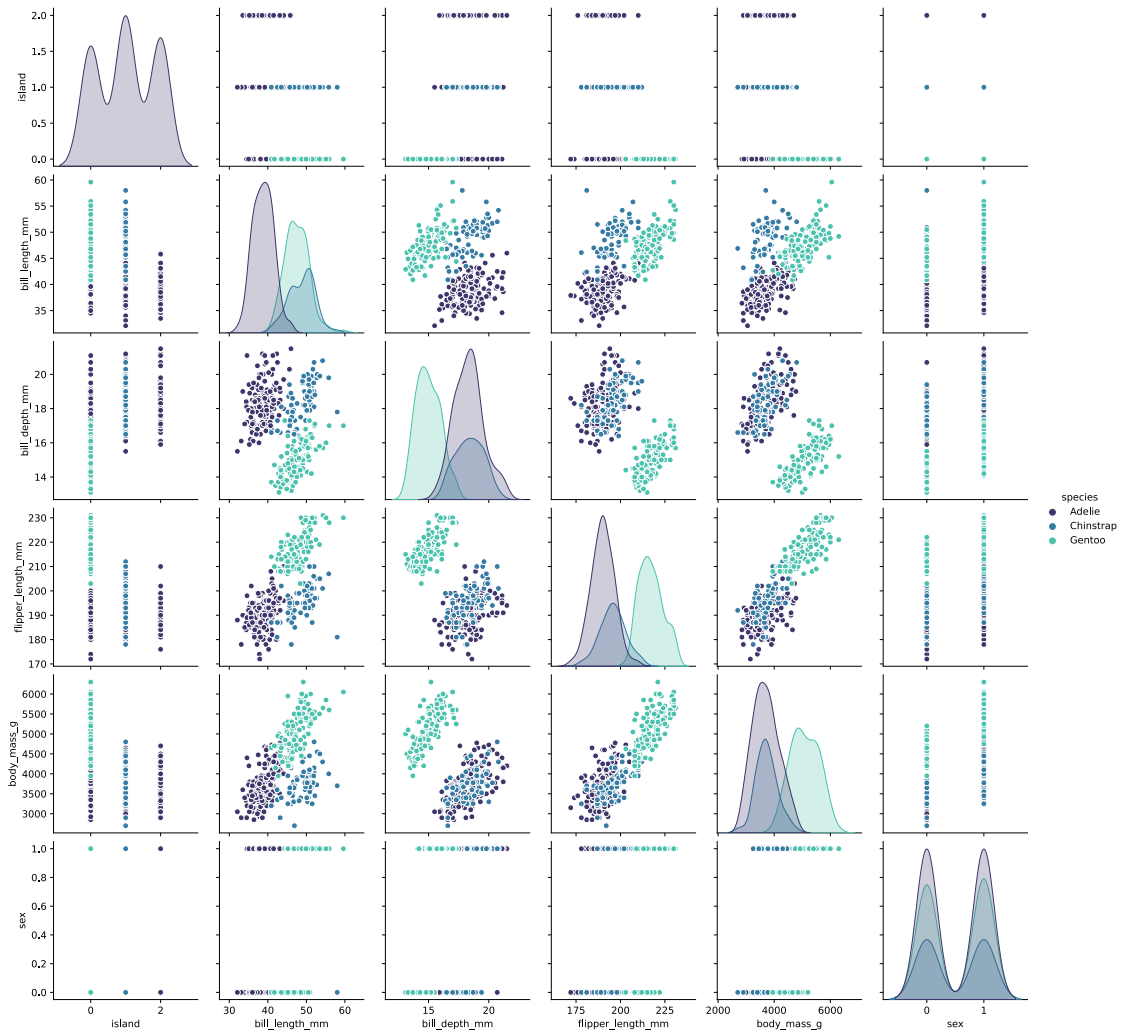 2.0
1.5
1.0
0.5
0.0
island
60
55
50
45
40
35
bill_length_mm
20
18
16
14
bill_depth_mm
230
220
210
200
190
180
170
flipper_length_mm
6000
5500
5000
4500
4000
3500
3000
body_mass_g
1.0
0.8
0.6
0.4
0.2
0.0
sex
0 1 2
island
30 40 50 60
bill_length_mm
15 20
bill_depth_mm
175 200 225
flipper_length_mm
2000 4000 6000
body_mass_g
0 1
sex
species
Adelie
Chinstrap
Gentoo